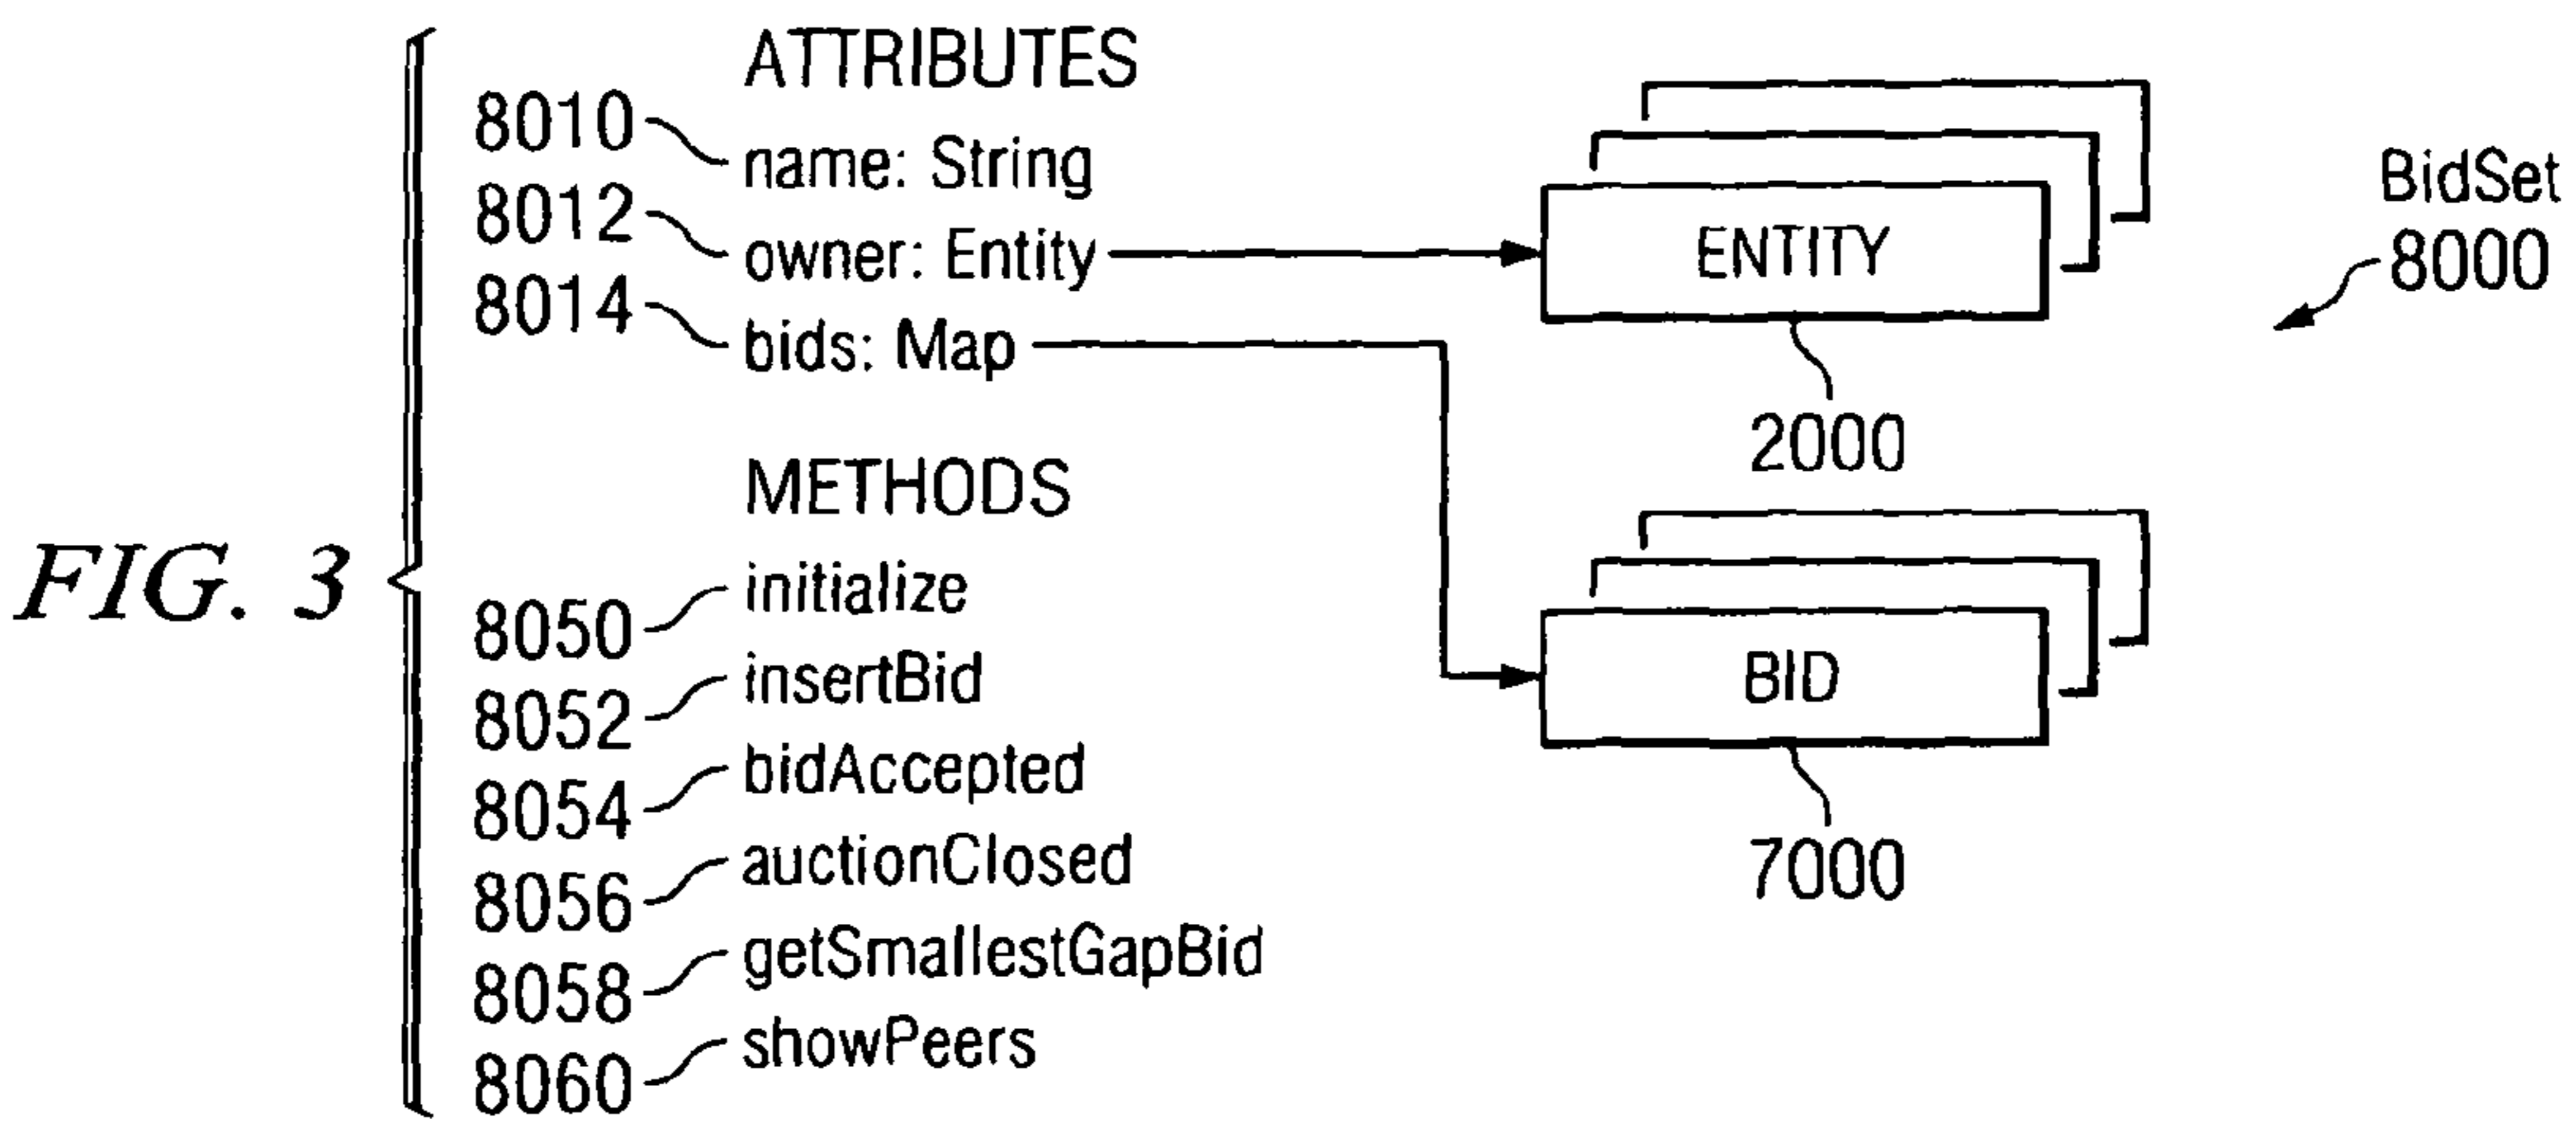 ATTRIBUTES
8010 name: String
8012 owner: Entity
8014 bids: Map
METHODS
8050 initialize
8052 insertBid
8054 bidAccepted
8056 auctionClosed
8058 getSmallestGapBid
8060 showPeers
FIG. 3
ENTITY
2000
BID
7000
BidSet
8000